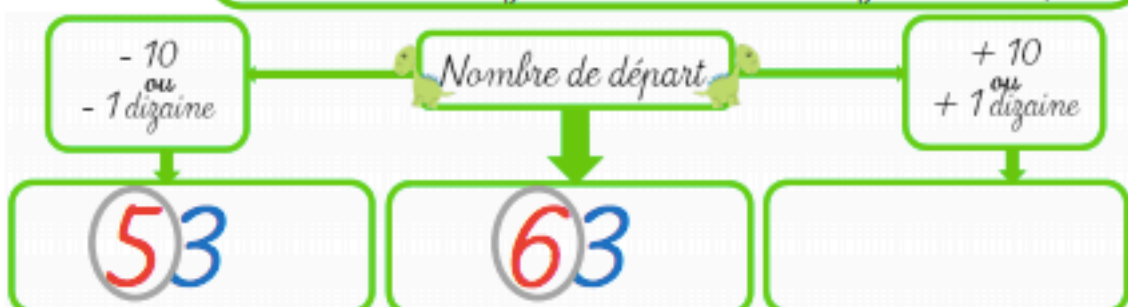 - 10
ou
- 1 dizaine
Nombre de départ
+ 10
ou
+ 1 dizaine
53
63